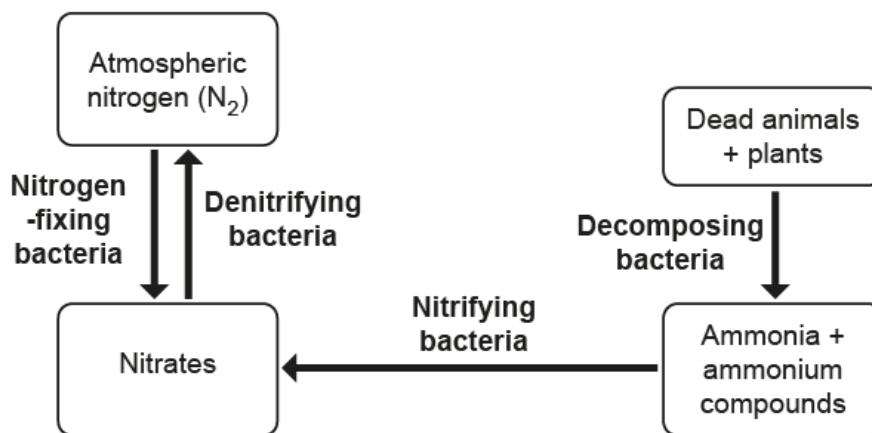 Atmospheric
nitrogen (N₂)
Dead animals
+ plants
Nitrogen
-fixing
bacteria
Denitrifying
bacteria
Decomposing
bacteria
Nitrifying
bacteria
Nitrates
Ammonia +
ammonium
compounds